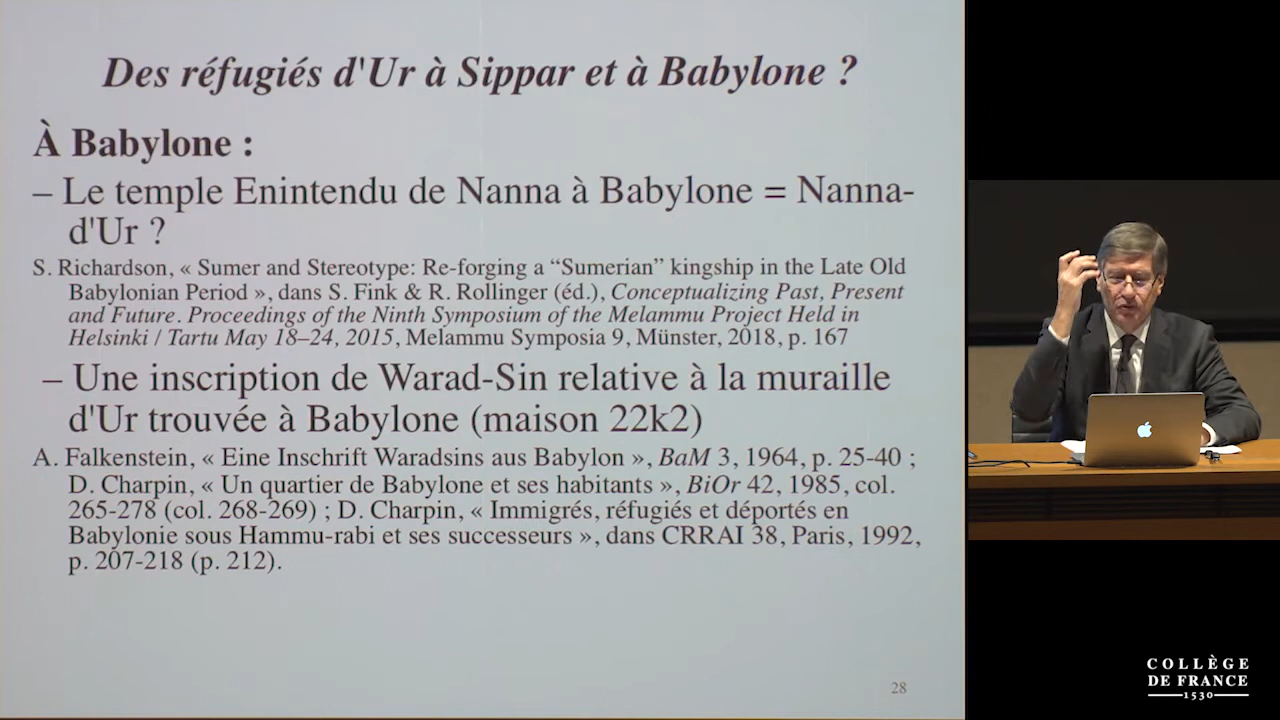 Des réfugiés d'Ur à Sippar et à Babylone ?
À Babylone :
– Le temple Enintendu de Nanna à Babylone = Nanna-
d'Ur ?
S. Richardson, « Sumer and Stereotype: Re-forging a “Sumerian” kingship in the Late Old
Babylonian Period », dans S. Fink & R. Rollinger (éd.), Conceptualizing Past, Present
and Future. Proceedings of the Ninth Symposium of the Melammu Project Held in
Helsinki / Tartu May 18–24, 2015, Melammu Symposia 9, Münster, 2018, p. 167
– Une inscription de Warad-Sin relative à la muraille
d'Ur trouvée à Babylone (maison 22k2)
A. Falkenstein, « Eine Inschrift Waradsins aus Babylon », BaM 3, 1964, p. 25-40 ;
D. Charpin, « Un quartier de Babylone et ses habitants », BiOr 42, 1985, col.
265-278 (col. 268-269) ; D. Charpin, « Immigrés, réfugiés et déportés en
Babylonie sous Hammu-rabi et ses successeurs », dans CRRAI 38, Paris, 1992,
p. 207-218 (p. 212).
28
COLLÈGE
DE FRANCE
1530